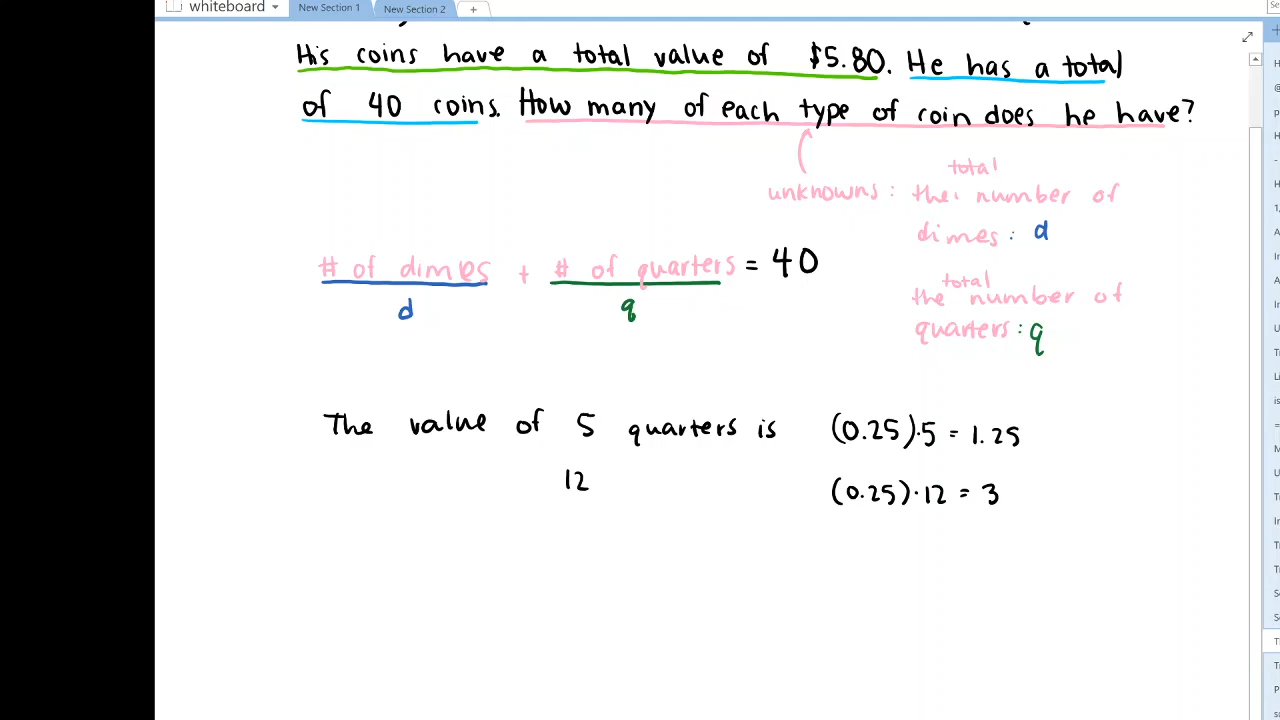 whiteboard
New Section 1
New Section 2
+
His coins have a total value of $5.80. He has a total
of 40 coins. How many of each type of coin does he have?
unknowns: the number of
total
dimes: d
# of dimes + # of quarters = 40
d
q
total
the number of
quarters: q
The value of 5 quarters is (0.25)·5 = 1.25
12 (0.25)·12 = 3